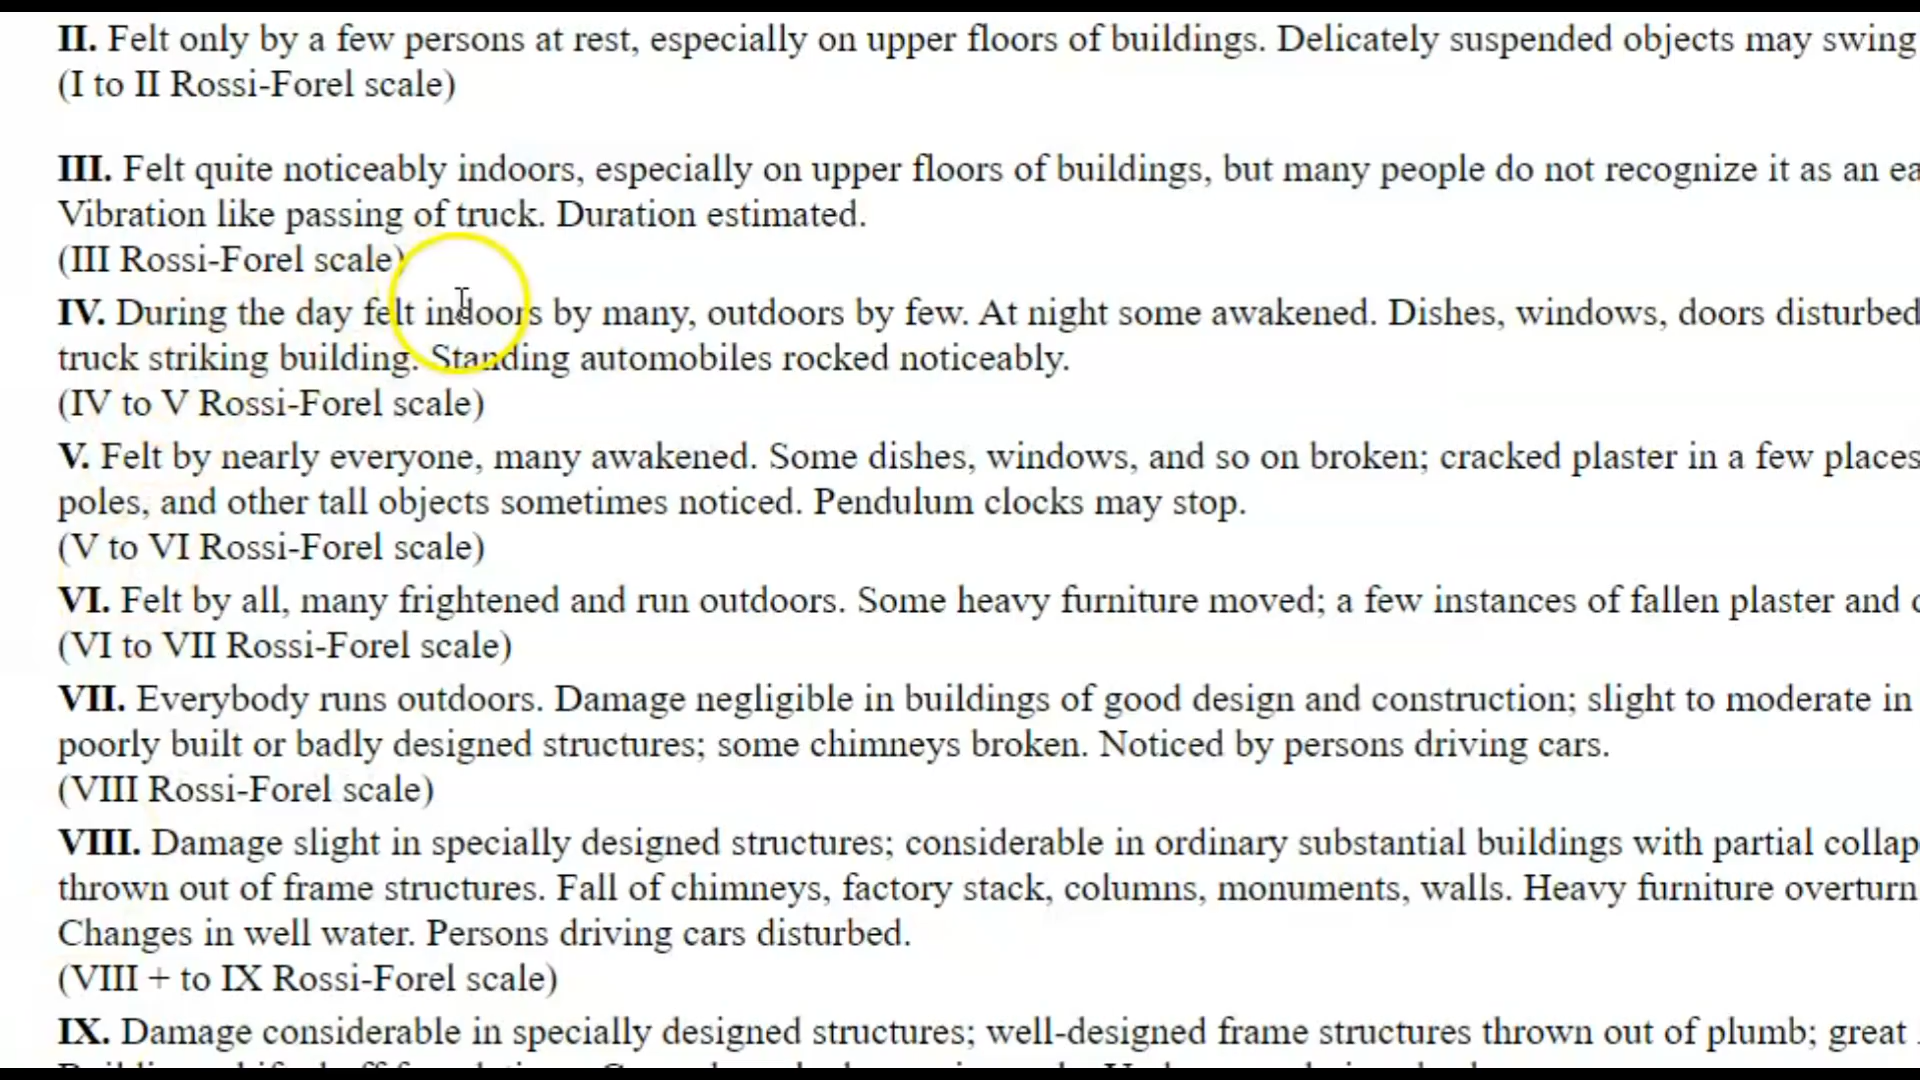 II. Felt only by a few persons at rest, especially on upper floors of buildings. Delicately suspended objects may swing
(I to II Rossi-Forel scale)
III. Felt quite noticeably indoors, especially on upper floors of buildings, but many people do not recognize it as an ea
Vibration like passing of truck. Duration estimated.
(III Rossi-Forel scale)
IV. During the day felt indoors by many, outdoors by few. At night some awakened. Dishes, windows, doors disturbed
truck striking building. Standing automobiles rocked noticeably.
(IV to V Rossi-Forel scale)
V. Felt by nearly everyone, many awakened. Some dishes, windows, and so on broken; cracked plaster in a few places
poles, and other tall objects sometimes noticed. Pendulum clocks may stop.
(V to VI Rossi-Forel scale)
VI. Felt by all, many frightened and run outdoors. Some heavy furniture moved; a few instances of fallen plaster and
(VI to VII Rossi-Forel scale)
VII. Everybody runs outdoors. Damage negligible in buildings of good design and construction; slight to moderate in
poorly built or badly designed structures; some chimneys broken. Noticed by persons driving cars.
(VIII Rossi-Forel scale)
VIII. Damage slight in specially designed structures; considerable in ordinary substantial buildings with partial collap
thrown out of frame structures. Fall of chimneys, factory stack, columns, monuments, walls. Heavy furniture overturn
Changes in well water. Persons driving cars disturbed.
(VIII + to IX Rossi-Forel scale)
IX. Damage considerable in specially designed structures; well-designed frame structures thrown out of plumb; great